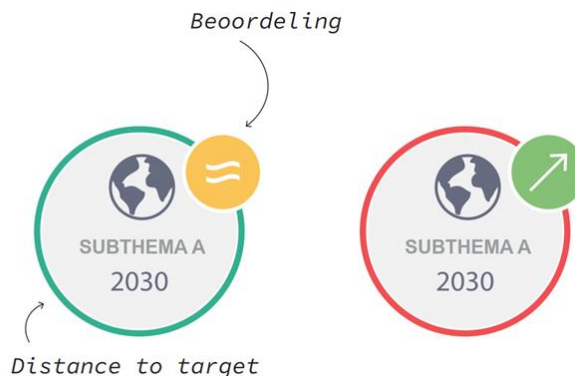 Beoordeling
SUBTHEMA A
2030
SUBTHEMA A
2030
Distance to target